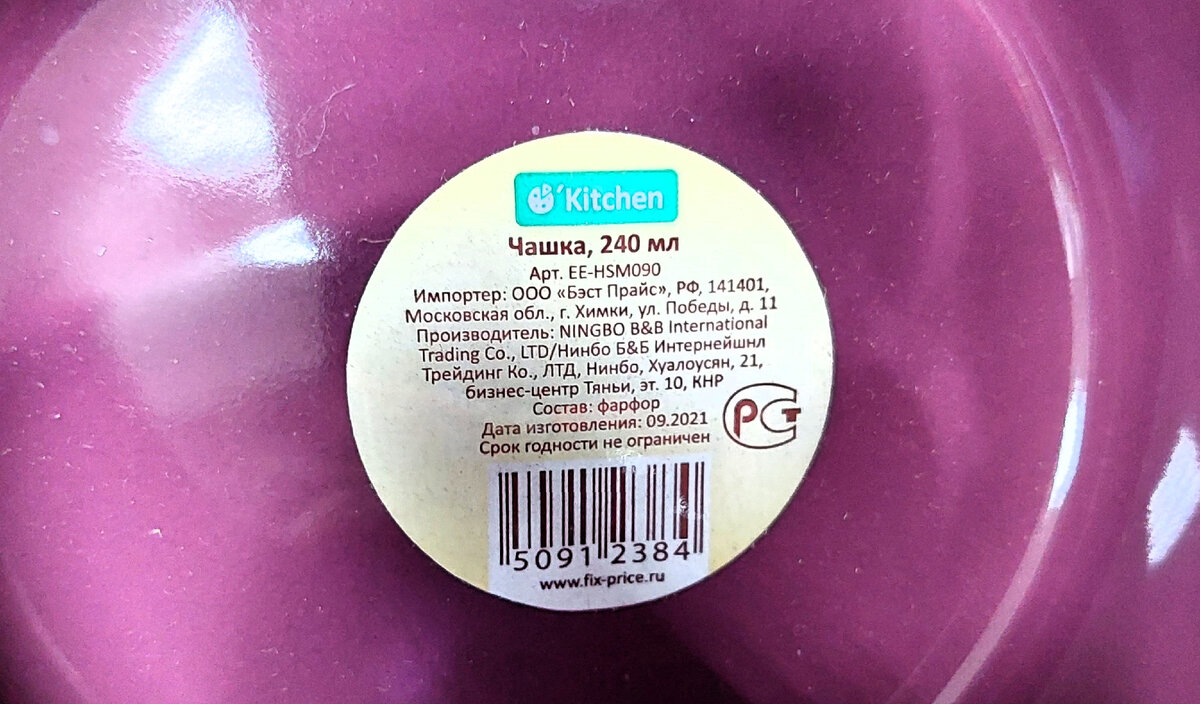 'Kitchen
Чашка, 240 мл
Арт. EE-HSM090
Импортер: ООО «Бэст Прайс», РФ, 141401,
Московская обл., г. Химки, ул. Победы, д. 11
Производитель: NINGBO B&B International
Trading Co., LTD/Нинбо Б&Б Интернейшнл
Трейдинг Ко., ЛТД, Нинбо, Хуалоусян, 21,
бизнес-центр Тяньи, эт. 10, КНР
Состав: фарфор
Дата изготовления: 09.2021
Срок годности не ограничен
РСТ
50912384
www.fix-price.ru